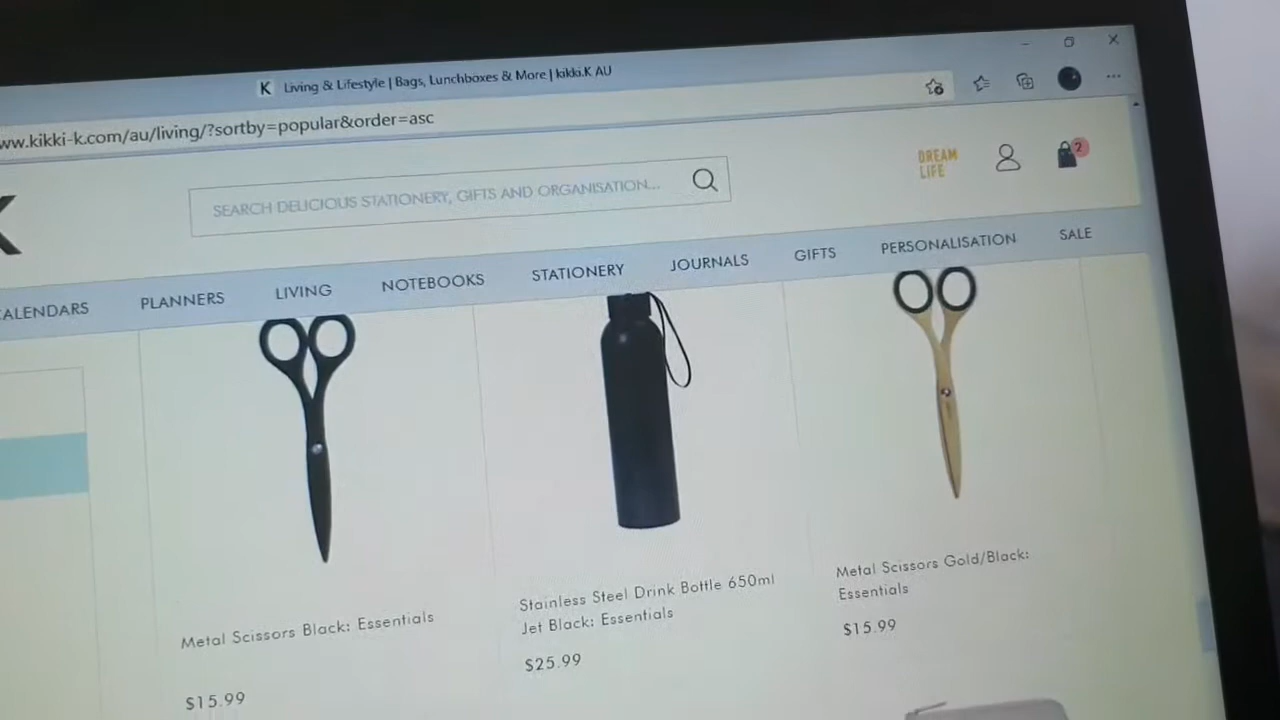 K Living & Lifestyle | Bags, Lunchboxes & More | kikki.K AU
ww.kikki-k.com/au/living/?sortby=popular&order=asc
K
SEARCH DELICIOUS STATIONERY, GIFTS AND ORGANISATION...
DREAM
LIFE
2
ALENDARS PLANNERS LIVING NOTEBOOKS STATIONERY JOURNALS GIFTS PERSONALISATION SALE
Metal Scissors Black: Essentials
$15.99
Stainless Steel Drink Bottle 650ml
Jet Black: Essentials
$25.99
Metal Scissors Gold/Black:
Essentials
$15.99